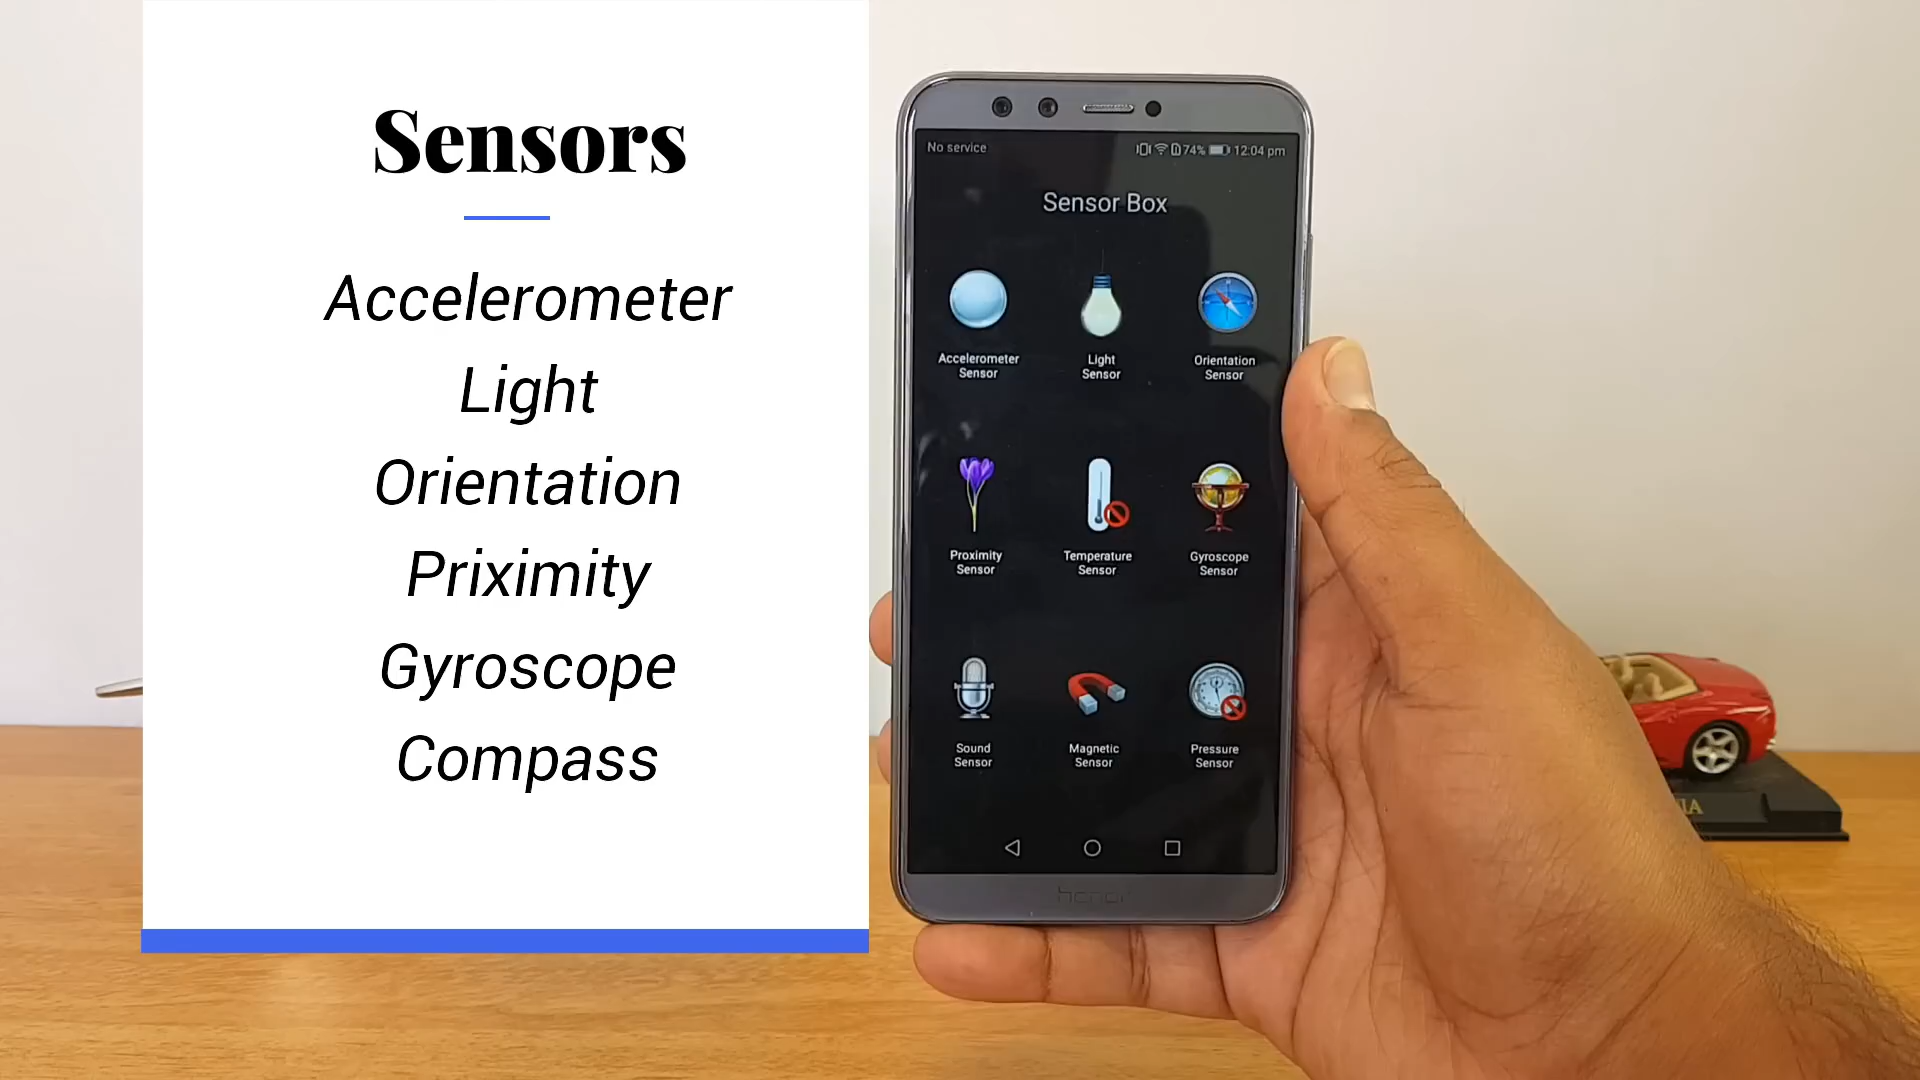 Sensors
Accelerometer
Light
Orientation
Priximity
Gyroscope
Compass
No service
74% 12:04 pm
Sensor Box
Accelerometer
Sensor
Light
Sensor
Orientation
Sensor
Proximity
Sensor
Temperature
Sensor
Gyroscope
Sensor
Sound
Sensor
Magnetic
Sensor
Pressure
Sensor
honor